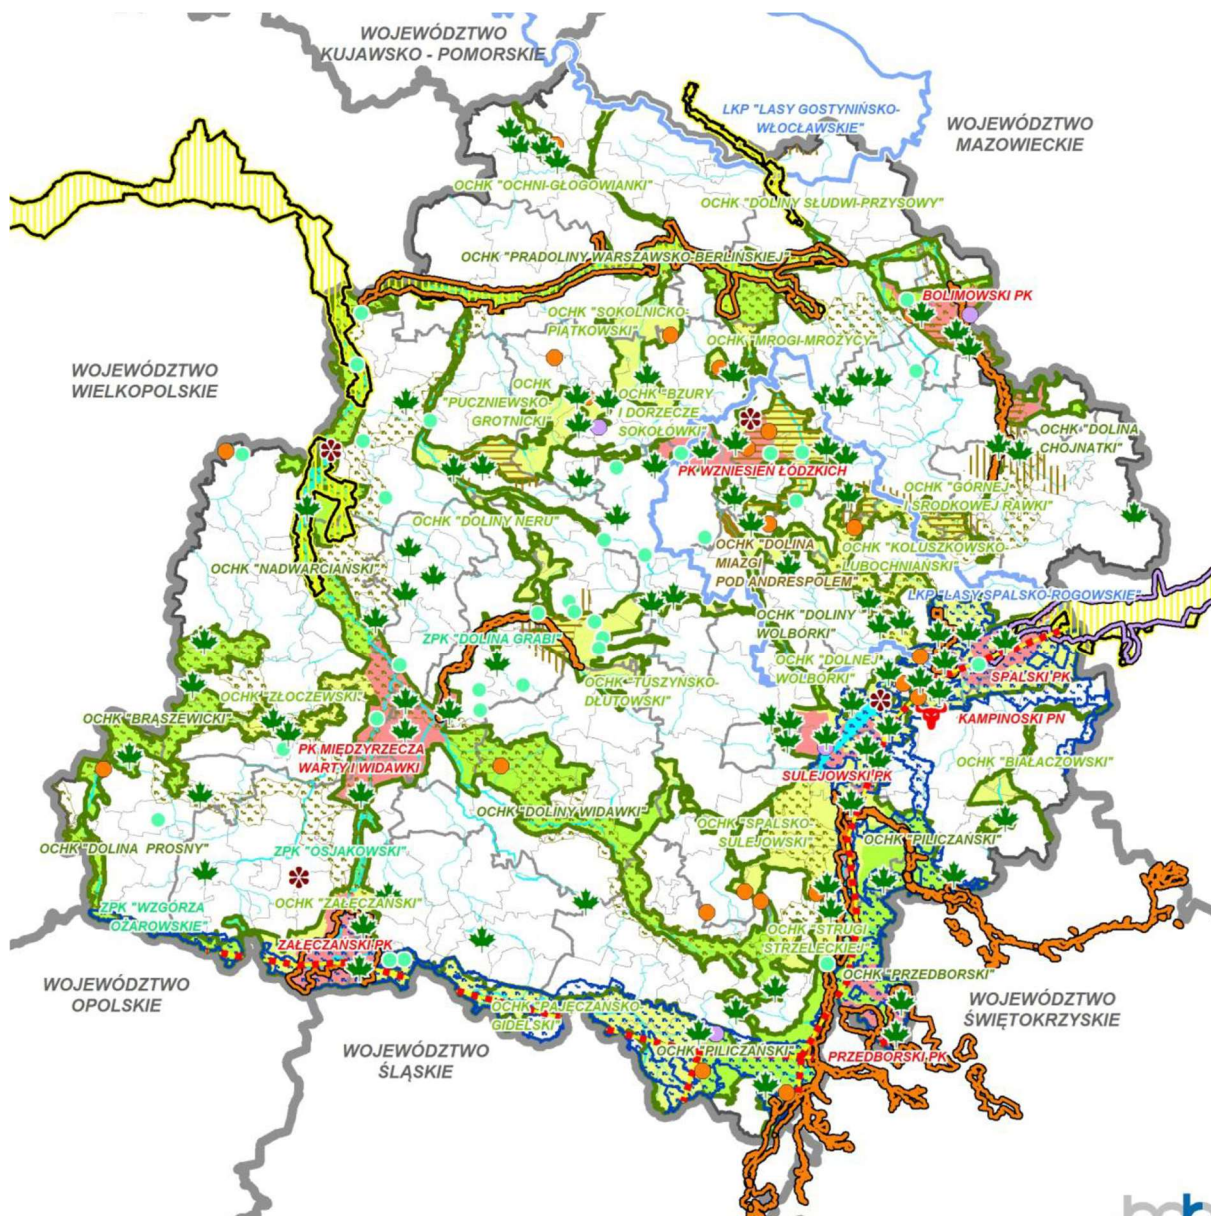 WOJEWÓDZTWO
KUJAWSKO - POMORSKIE
LKP "LASY GOSTYNIŃSKO-
WŁOCŁAWSKIE"
WOJEWÓDZTWO
MAZOWIECKIE
OCHK "OCHNI-GŁOGOWIANKI"
OCHK "DOLINY SŁUDWI-PRZYSOWY"
OCHK "PRADOLINY WARSZAWSKO-BERLIŃSKIEJ"
BOLIMOWSKI PK
OCHK "SOKOLNICKO-
PIĄTKOWSKI"
OCHK "MROGI-MROŻYCY"
WOJEWÓDZTWO
WIELKOPOLSKIE
OCHK
"PUCZNIEWSKO-
GROTNICKI"
OCHK "BZURY
I DORZECZE
SOKOŁÓWKI"
OCHK "DOLINA
CHOJNATKI"
PK WZNIESIEŃ ŁÓDZKICH
OCHK "GÓRNEJ
I ŚRODKOWEJ RAWKI"
OCHK "DOLINY NERU"
OCHK "DOLINA
MIAZGI
POD ANDRESPOLEM"
OCHK "KOLUSZKOWSKO-
LUBOCHNIAŃSKI"
OCHK "NADWARCIAŃSKI"
LKP "LASY SPALSKO-ROGOWSKIE"
OCHK "DOLINY
WOLBÓRKI"
ZPK "DOLINA GRABI"
OCHK "DOLNEJ
WOLBÓRKI"
SPALSKI PK
OCHK "TUSZYŃSKO-
DŁUTOWSKI"
OCHK "ZŁOCZEWSKI"
OCHK "BRĄSZEWICKI"
KAMPINOSKI PN
PK MIĘDZYRZECZA
WARTY I WIDAWKI
OCHK "BIAŁACZOWSKI"
SULEJOWSKI PK
OCHK "DOLINY WIDAWKI"
OCHK "SPALSKO-
SULEJOWSKI"
OCHK "PILICZAŃSKI"
OCHK "DOLINA PROSNY"
ZPK "OSJAKOWSKI"
OCHK "ZAŁĘCZAŃSKI"
ZPK "WZGÓRZA
OŻAROWSKIE"
OCHK "STRUGI
STRZELECKIEJ"
ZAŁĘCZAŃSKI PK
OCHK "PRZEDBORSKI"
WOJEWÓDZTWO
OPOLSKIE
OCHK "PAJĘCZAŃSKO-
GIDELSKI"
WOJEWÓDZTWO
ŚWIĘTOKRZYSKIE
WOJEWÓDZTWO
ŚLĄSKIE
OCHK "PILICZAŃSKI"
PRZEDBORSKI PK